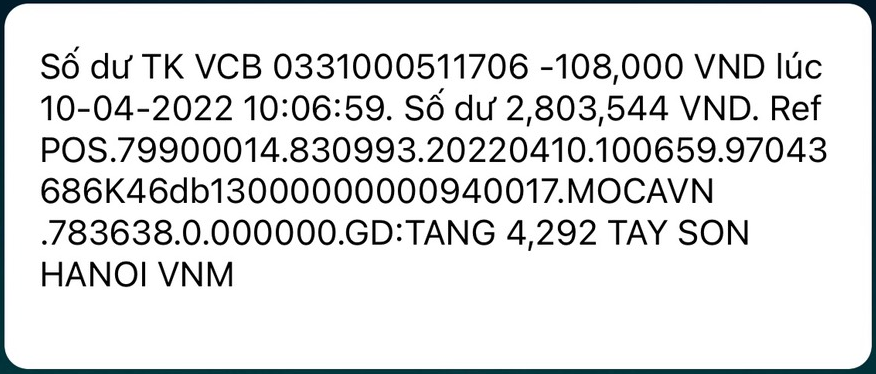 Số dư TK VCB 0331000511706 -108,000 VND lúc
10-04-2022 10:06:59. Số dư 2,803,544 VND. Ref
POS.79900014.830993.20220410.100659.97043
686K46db130000000000940017.MOCAVN
.783638.0.000000.GD:TANG 4,292 TAY SON
HANOI VNM